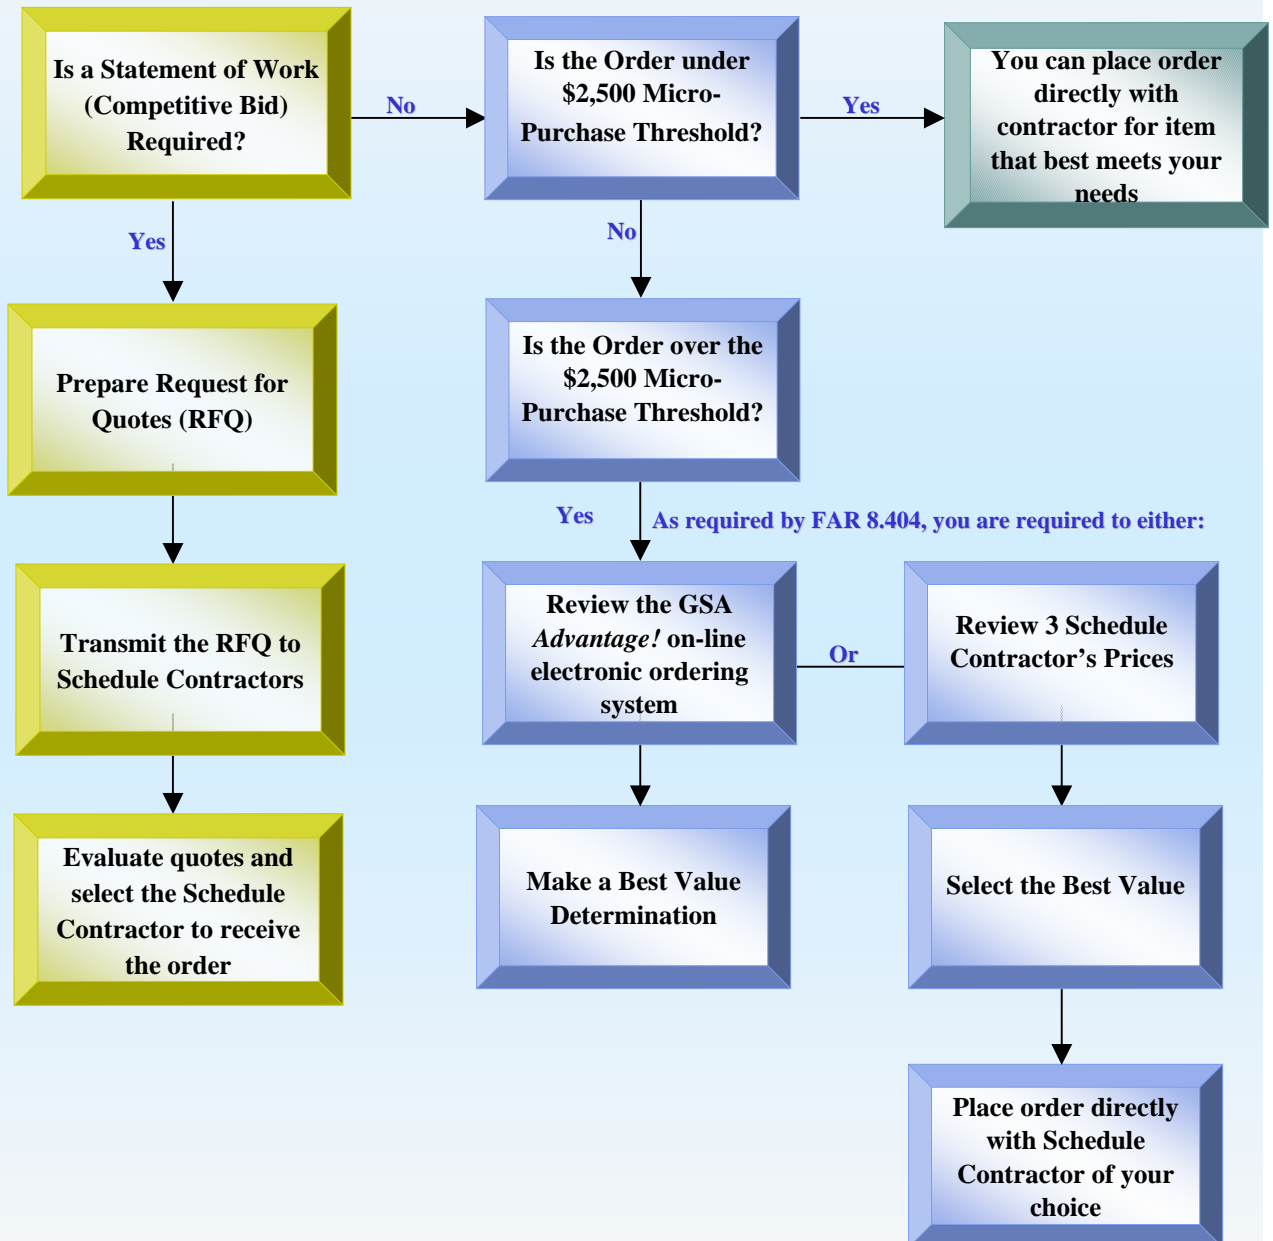 Is a Statement of Work
(Competitive Bid)
Required?
No
Is the Order under
$2,500 Micro-
Purchase Threshold?
Yes
You can place order
directly with
contractor for item
that best meets your
needs
Yes
No
Prepare Request for
Quotes (RFQ)
Is the Order over the
$2,500 Micro-
Purchase Threshold?
Yes
As required by FAR 8.404, you are required to either:
Transmit the RFQ to
Schedule Contractors
Review the GSA
Advantage! on-line
electronic ordering
system
Or
Review 3 Schedule
Contractor’s Prices
Evaluate quotes and
select the Schedule
Contractor to receive
the order
Make a Best Value
Determination
Select the Best Value
Place order directly
with Schedule
Contractor of your
choice